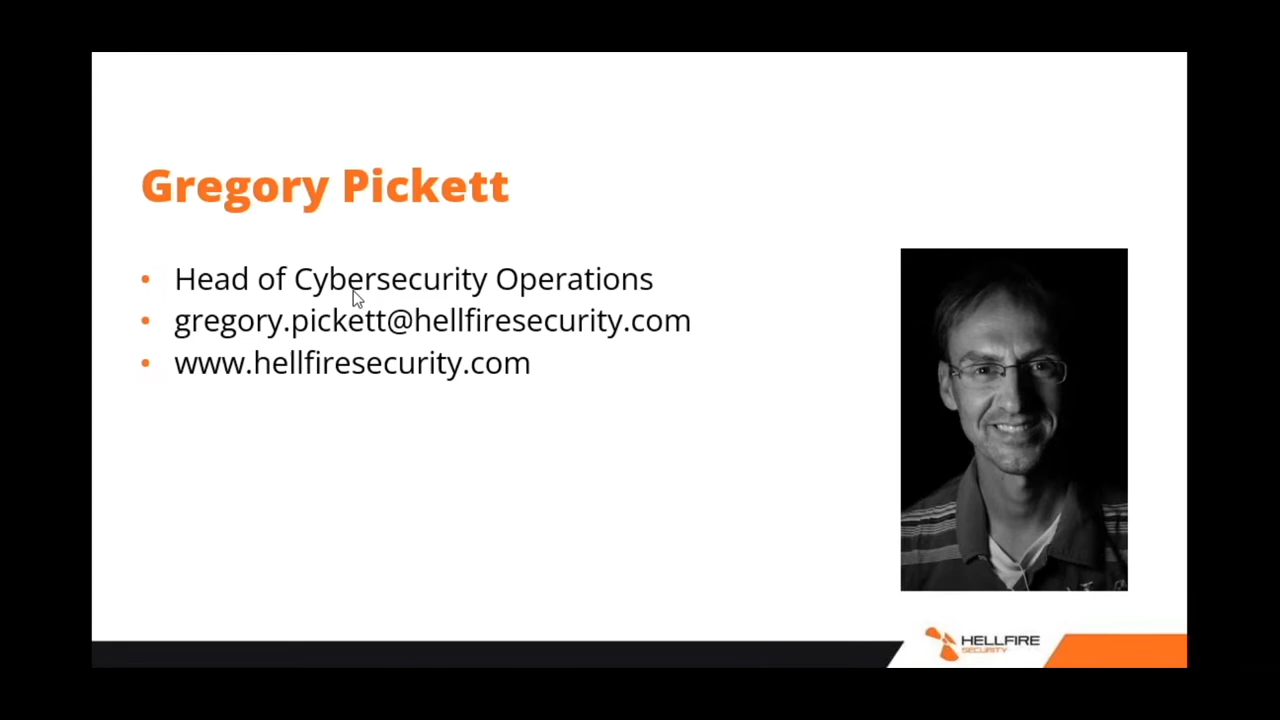 Gregory Pickett
• Head of Cybersecurity Operations
• gregory.pickett@hellfiresecurity.com
• www.hellfiresecurity.com
HELLFIRE
SECURITY